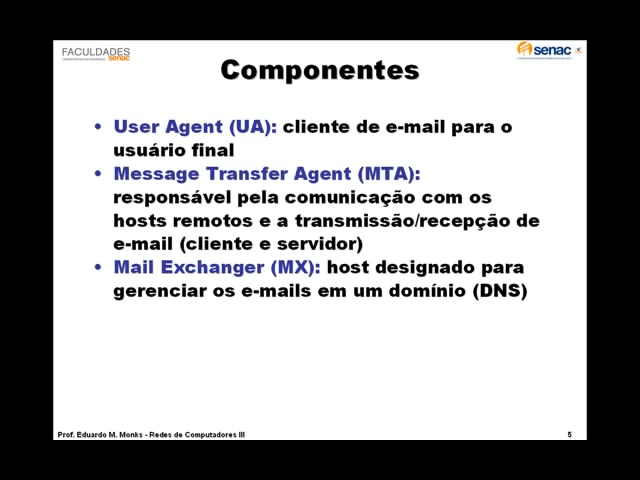 FACULDADES
senac
senac
Componentes
• User Agent (UA): cliente de e-mail para o
usuário final
• Message Transfer Agent (MTA):
responsável pela comunicação com os
hosts remotos e a transmissão/recepção de
e-mail (cliente e servidor)
• Mail Exchanger (MX): host designado para
gerenciar os e-mails em um domínio (DNS)
Prof. Eduardo M. Monks - Redes de Computadores III
5